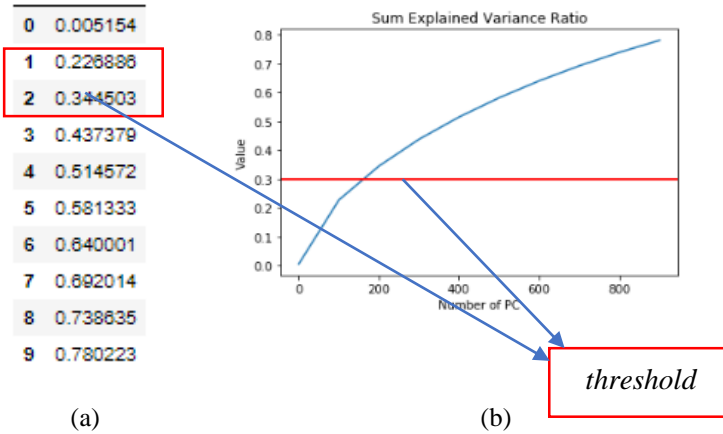 0 0.005154
1 0.226886
2 0.344503
3 0.437379
4 0.514572
5 0.581333
6 0.640001
7 0.692014
8 0.738635
9 0.780223
(a)
Sum Explained Variance Ratio
0.8
0.7
0.6
0.5
0.4
0.3
0.2
0.1
0.0
Value
0 200 400 600 800
Number of PC
threshold
(b)